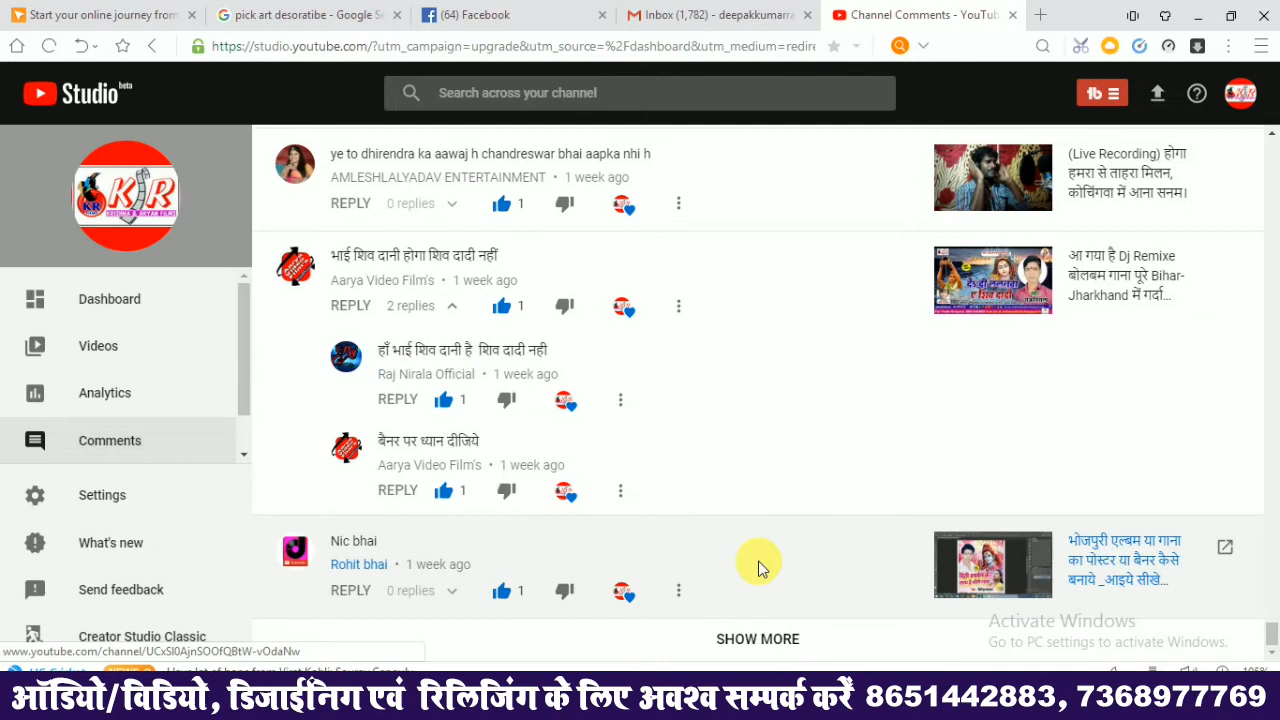 Start your online journey from
pick art desoratibe - Google S
(64) Facebook
Inbox (1,782) - deepakkumarra
Channel Comments - YouTub
https://studio.youtube.com/?utm_campaign=upgrade&utm_source=%2Fdashboard&utm_medium=redire
Studio beta
Search across your channel
KR
KRISHNA & ARYAN FILMS
Dashboard
Videos
Analytics
Comments
Settings
What's new
Send feedback
Creator Studio Classic
ye to dhirendra ka aawaj h chandreswar bhai aapka nhi h
AMLESHLALYADAV ENTERTAINMENT • 1 week ago
REPLY 0 replies 1
(Live Recording) होगा
हमरा से ताहरा मिलन,
कोचिंगवा में आना सनम।
भाई शिव दानी होगा शिव दादी नहीं
Aarya Video Film's • 1 week ago
REPLY 2 replies 1
आ गया है Dj Remixe
बोलबम गाना पूरे Bihar-
Jharkhand में गर्दा...
हाँ भाई शिव दानी है शिव दादी नही
Raj Nirala Official • 1 week ago
REPLY 1
बैनर पर ध्यान दीजिये
Aarya Video Film's • 1 week ago
REPLY 1
Nic bhai
Rohit bhai • 1 week ago
REPLY 0 replies 1
भोजपुरी एल्बम या गाना
का पोस्टर या बैनर कैसे
बनाये _आइये सीखे...
SHOW MORE
Activate Windows
Go to PC settings to activate Windows.
www.youtube.com/channel/UCxSl0AjnSOOfQBtW-vOdaNw
105%
ऑडियो/विडियो, डिजाईनिग एवं रिलिजिंग के लिए अवश्य सम्पर्क करें 8651442883, 7368977769